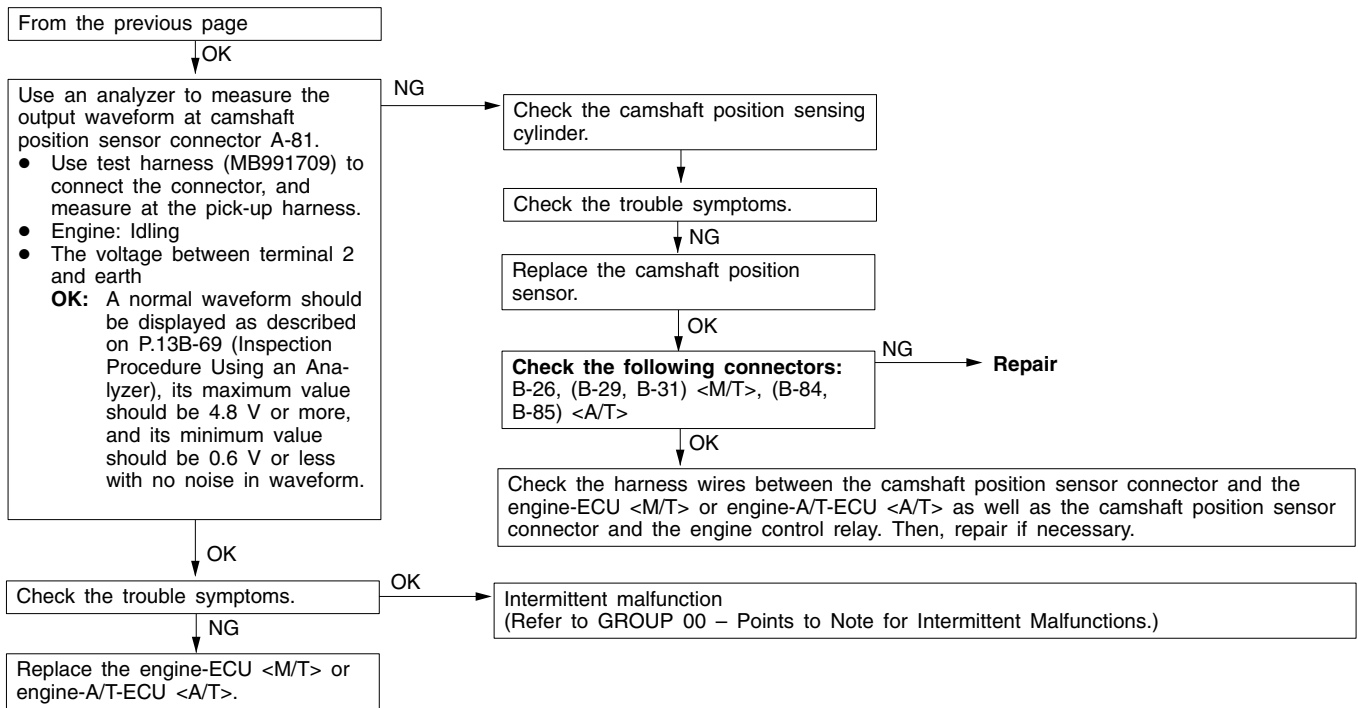 From the previous page
OK
Use an analyzer to measure the
output waveform at camshaft
position sensor connector A-81.
● Use test harness (MB991709) to
connect the connector, and
measure at the pick-up harness.
● Engine: Idling
● The voltage between terminal 2
and earth
OK: A normal waveform should
be displayed as described
on P.13B-69 (Inspection
Procedure Using an Ana-
lyzer), its maximum value
should be 4.8 V or more,
and its minimum value
should be 0.6 V or less
with no noise in waveform.
NG
Check the camshaft position sensing
cylinder.
Check the trouble symptoms.
NG
Replace the camshaft position
sensor.
OK
Check the following connectors:
B-26, (B-29, B-31) <M/T>, (B-84,
B-85) <A/T>
NG
Repair
OK
Check the harness wires between the camshaft position sensor connector and the
engine-ECU <M/T> or engine-A/T-ECU <A/T> as well as the camshaft position sensor
connector and the engine control relay. Then, repair if necessary.
OK
Check the trouble symptoms.
OK
Intermittent malfunction
(Refer to GROUP 00 – Points to Note for Intermittent Malfunctions.)
NG
Replace the engine-ECU <M/T> or
engine-A/T-ECU <A/T>.